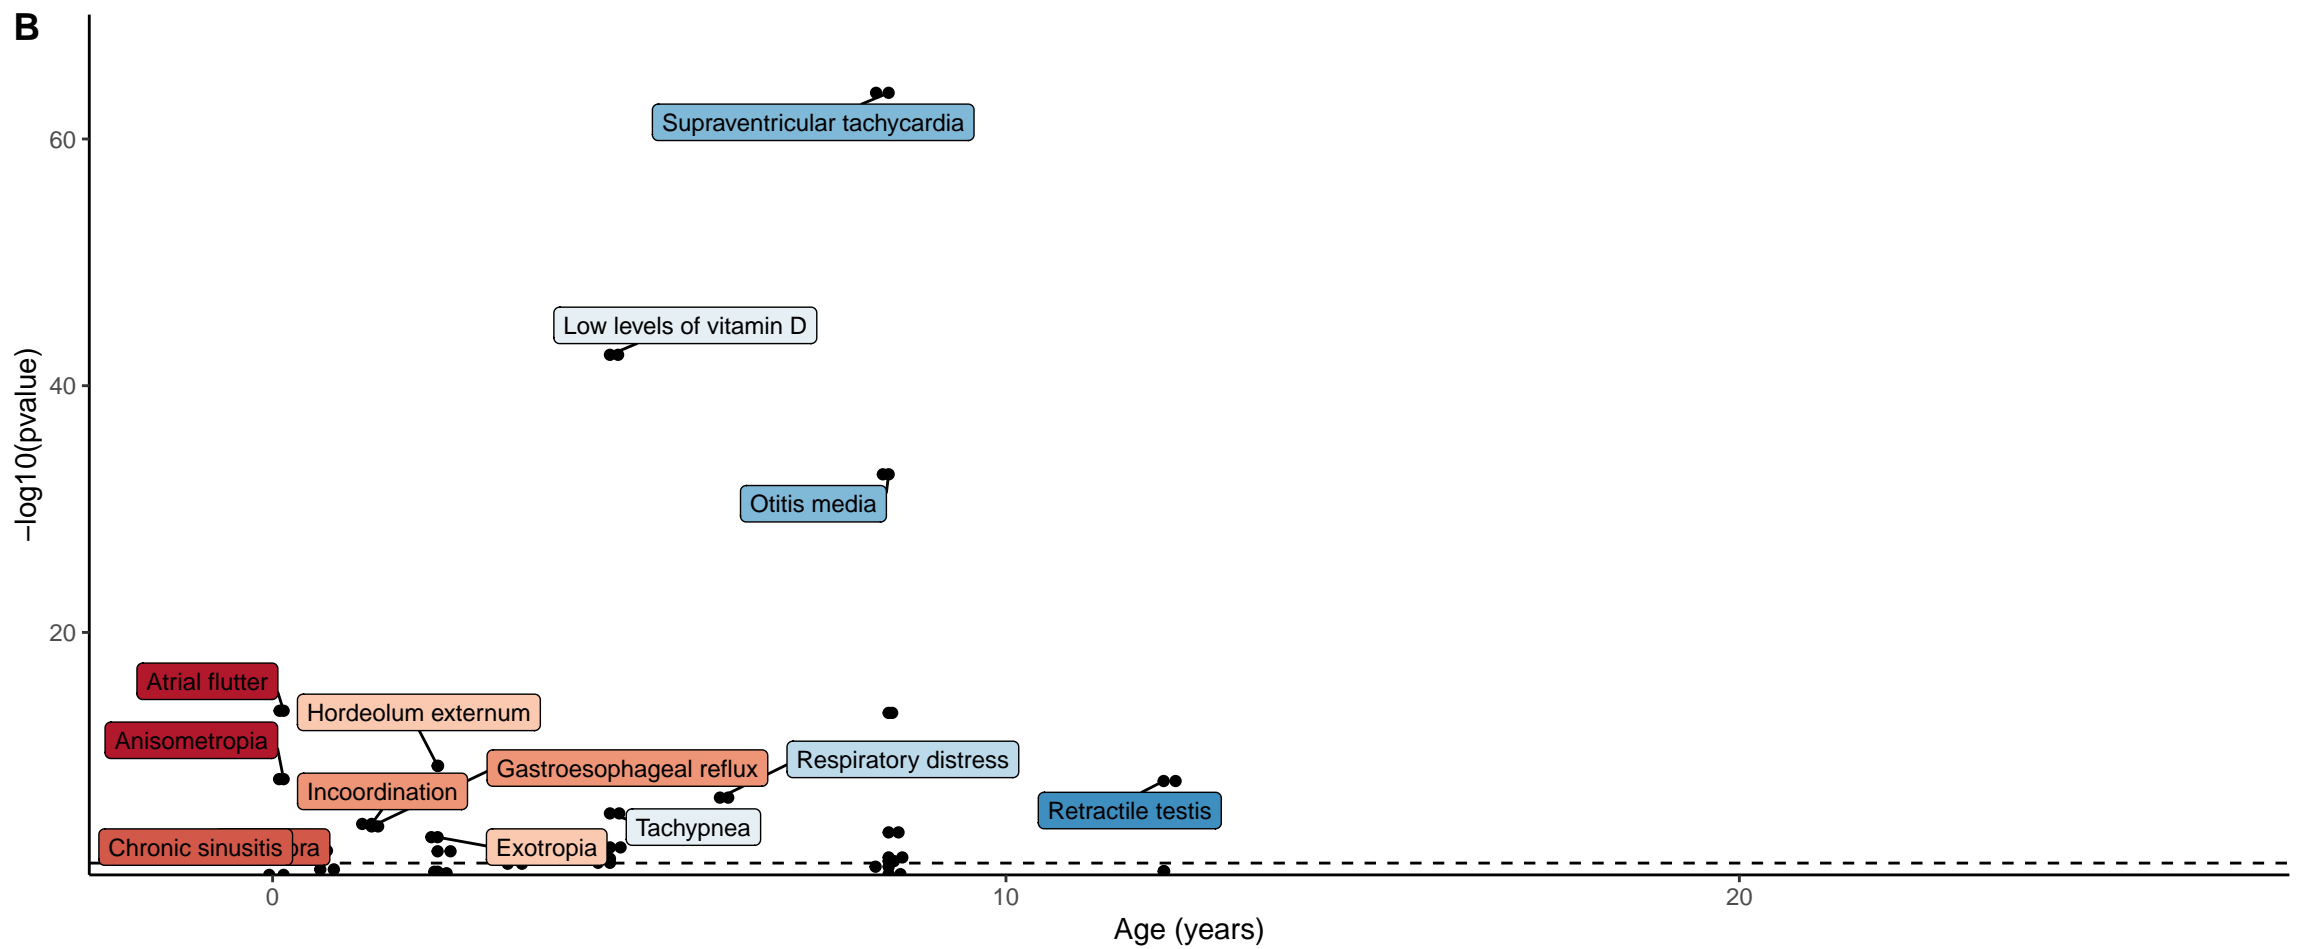 B
60
40
20
−log10(pvalue)
Supraventricular tachycardia
Low levels of vitamin D
Otitis media
Atrial flutter
Hordeolum externum
Anisometropia
Gastroesophageal reflux
Respiratory distress
Incoordination
Retractile testis
Tachypnea
Chronic sinusitis
Exotropia
0
10
20
Age (years)